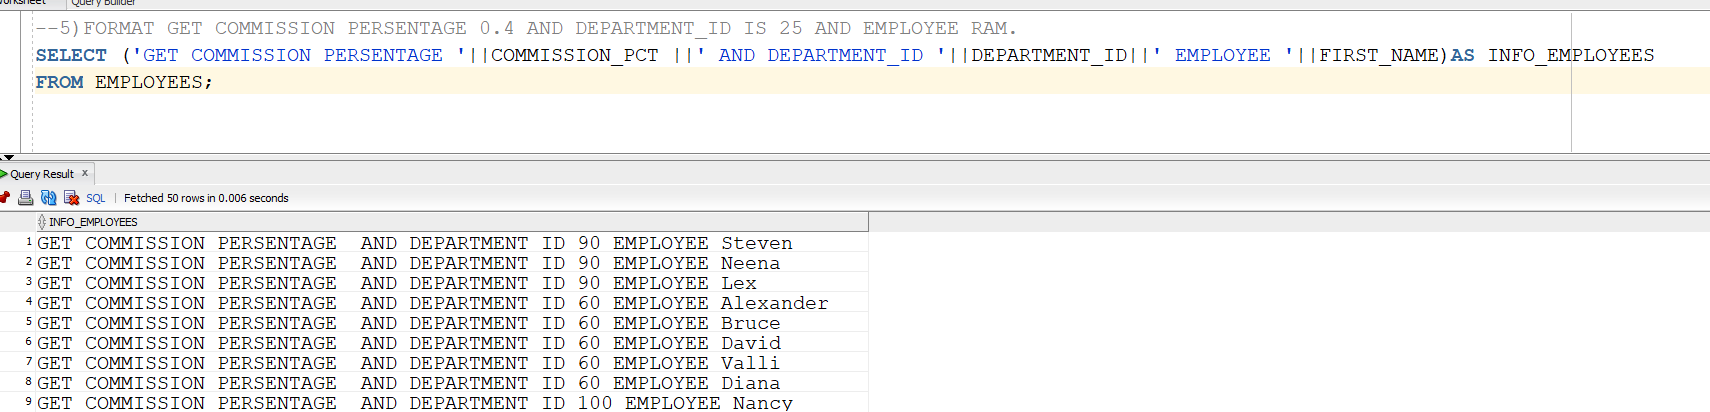 Worksheet Query Builder
--5)FORMAT GET COMMISSION PERSENTAGE 0.4 AND DEPARTMENT_ID IS 25 AND EMPLOYEE RAM.
SELECT ('GET COMMISSION PERSENTAGE '||COMMISSION_PCT ||' AND DEPARTMENT_ID '||DEPARTMENT_ID||' EMPLOYEE '||FIRST_NAME)AS INFO_EMPLOYEES
FROM EMPLOYEES;
Query Result x
SQL | Fetched 50 rows in 0.006 seconds
INFO_EMPLOYEES
1 GET COMMISSION PERSENTAGE  AND DEPARTMENT ID 90 EMPLOYEE Steven
2 GET COMMISSION PERSENTAGE  AND DEPARTMENT ID 90 EMPLOYEE Neena
3 GET COMMISSION PERSENTAGE  AND DEPARTMENT ID 90 EMPLOYEE Lex
4 GET COMMISSION PERSENTAGE  AND DEPARTMENT ID 60 EMPLOYEE Alexander
5 GET COMMISSION PERSENTAGE  AND DEPARTMENT ID 60 EMPLOYEE Bruce
6 GET COMMISSION PERSENTAGE  AND DEPARTMENT ID 60 EMPLOYEE David
7 GET COMMISSION PERSENTAGE  AND DEPARTMENT ID 60 EMPLOYEE Valli
8 GET COMMISSION PERSENTAGE  AND DEPARTMENT ID 60 EMPLOYEE Diana
9 GET COMMISSION PERSENTAGE  AND DEPARTMENT ID 100 EMPLOYEE Nancy